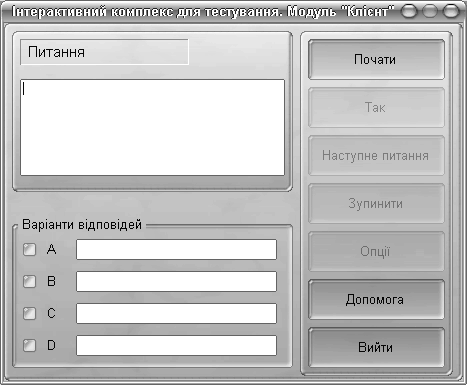 Інтерактивний комплекс для тестування. Модуль "Клієнт"
Питання
Варіанти відповідей
A
B
C
D
Почати
Так
Наступне питання
Зупинити
Опції
Допомога
Вийти